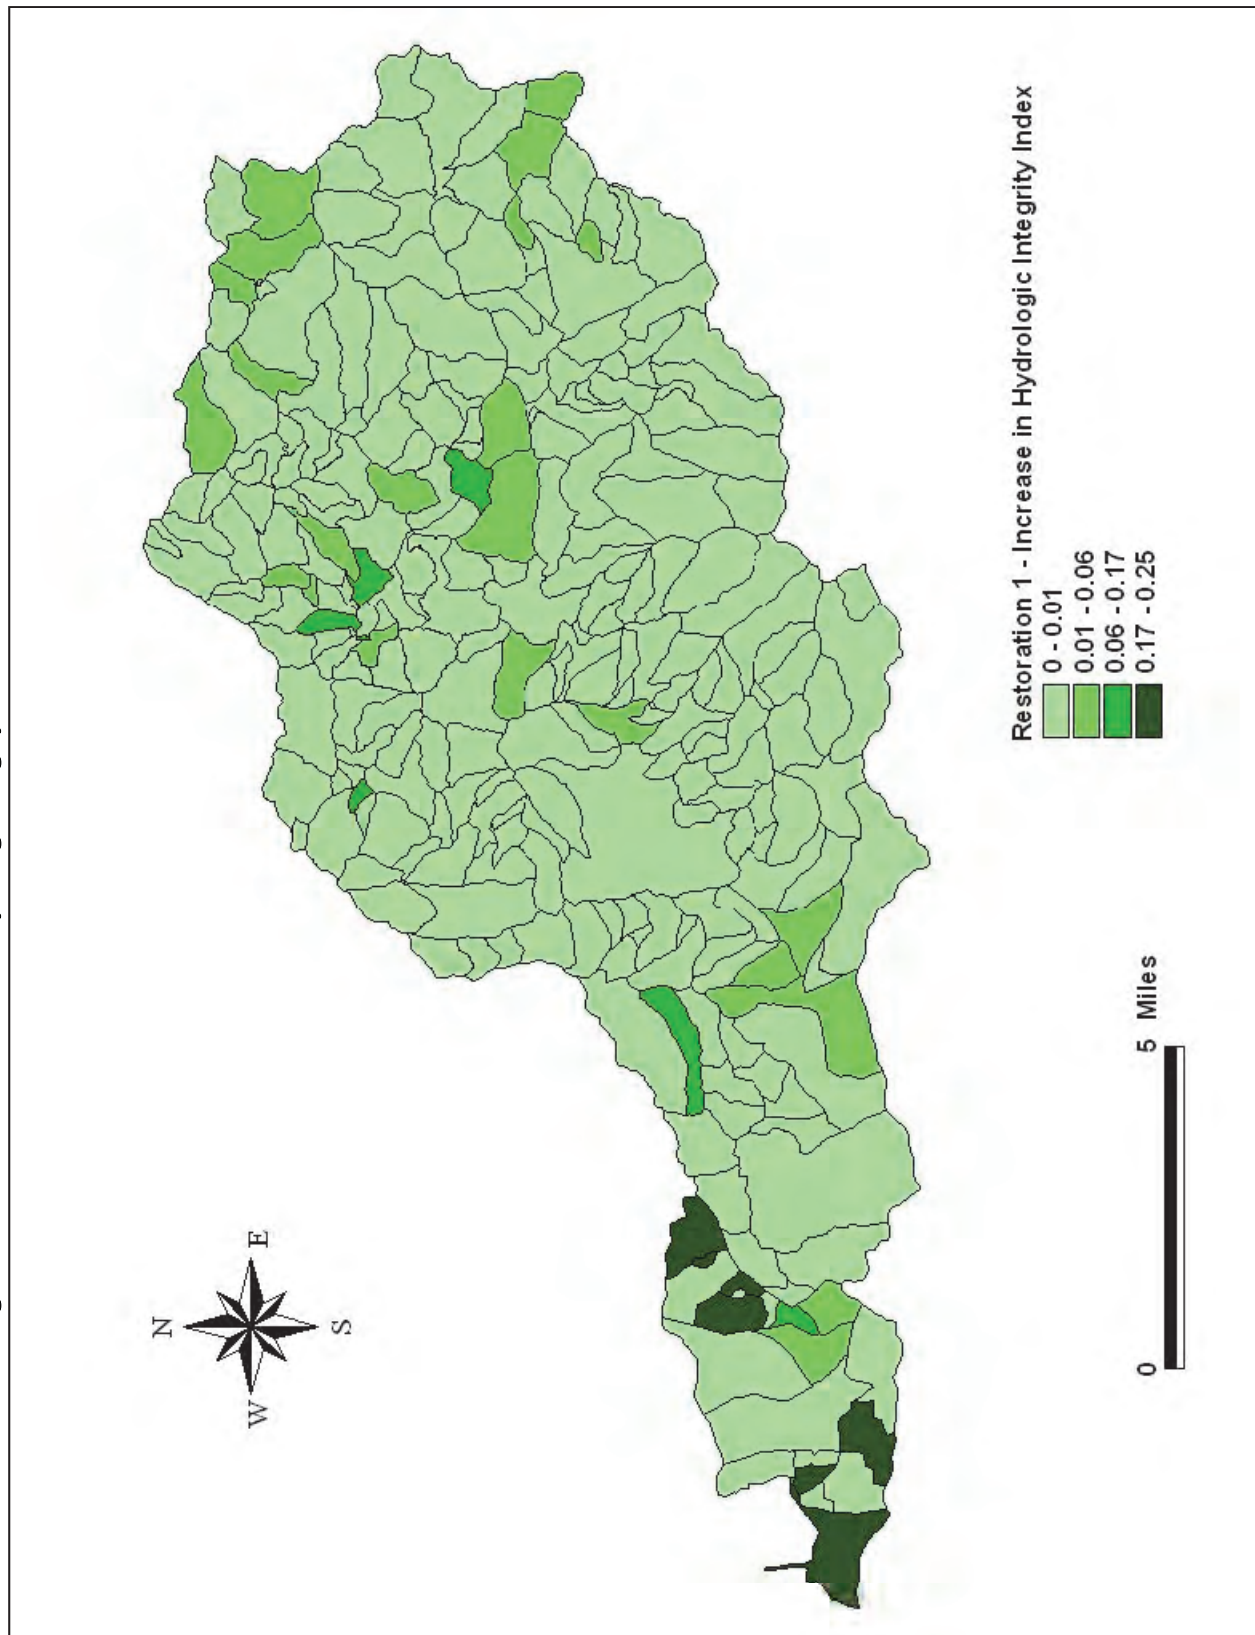 N
W
E
S
Restoration 1 - Increase in Hydrologic Integrity Index
0 - 0.01
0.01 - 0.06
0.06 - 0.17
0.17 - 0.25
0
5 Miles